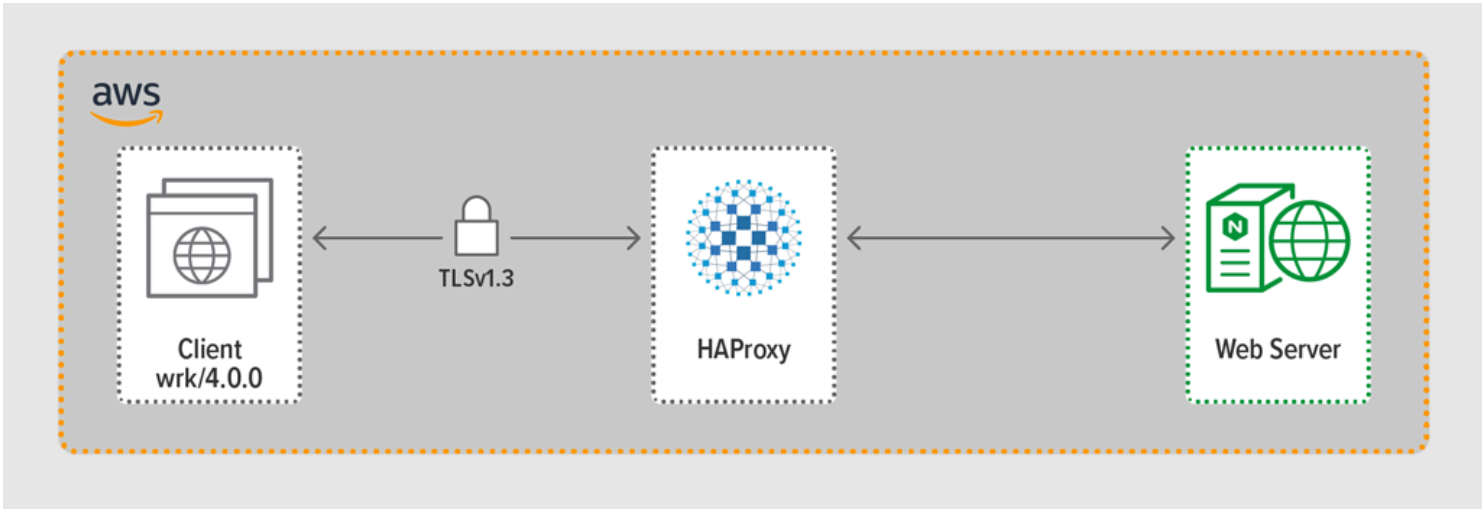 aws
TLSv1.3
Client
wrk/4.0.0
HAProxy
N
Web Server